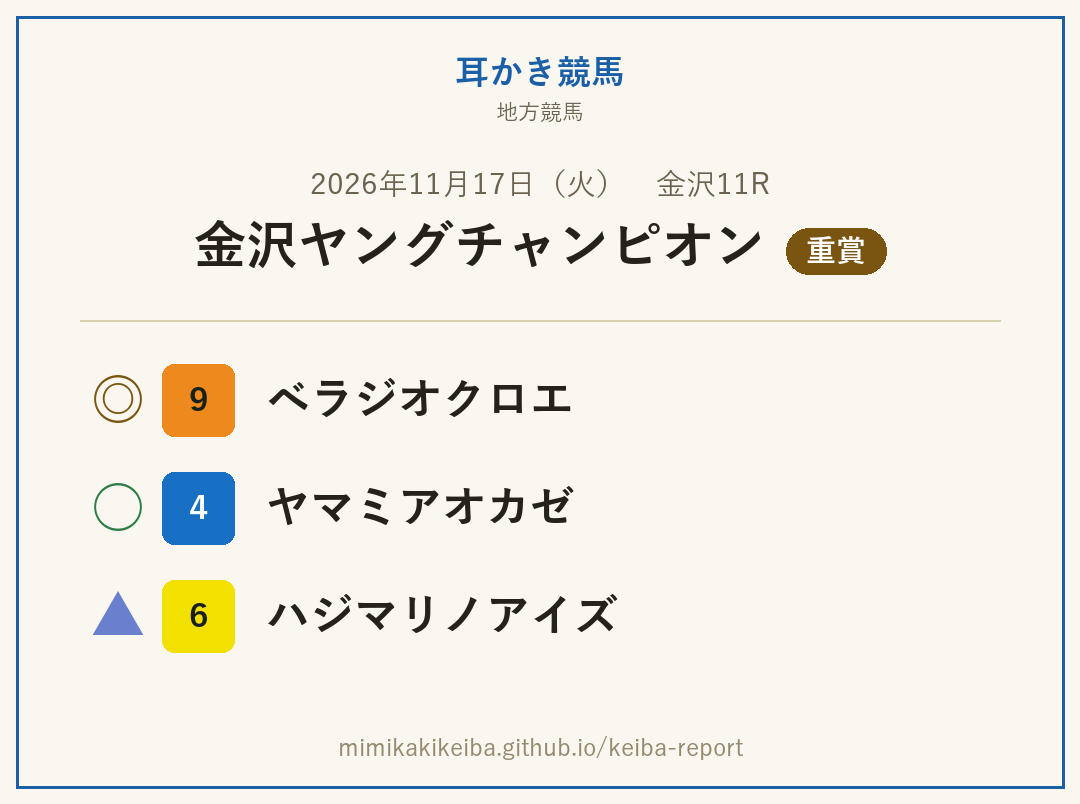 耳かき競馬
地方競馬
2026年11月17日（火）　金沢11R
金沢ヤングチャンピオン 重賞
◎ 9 ベラジオクロエ
○ 4 ヤマミアオカゼ
▲ 6 ハジマリノアイズ
mimikakikeiba.github.io/keiba-report